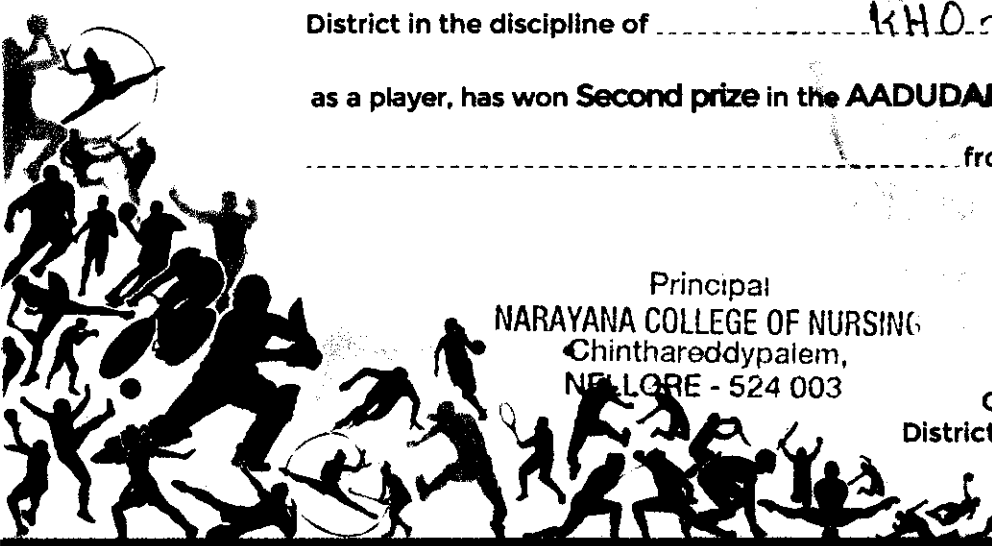 District in the discipline of KHO
as a player, has won Second prize in the AADUDA
fro
Principal
NARAYANA COLLEGE OF NURSING
Chinthareddypalem,
NELLORE - 524 003
District